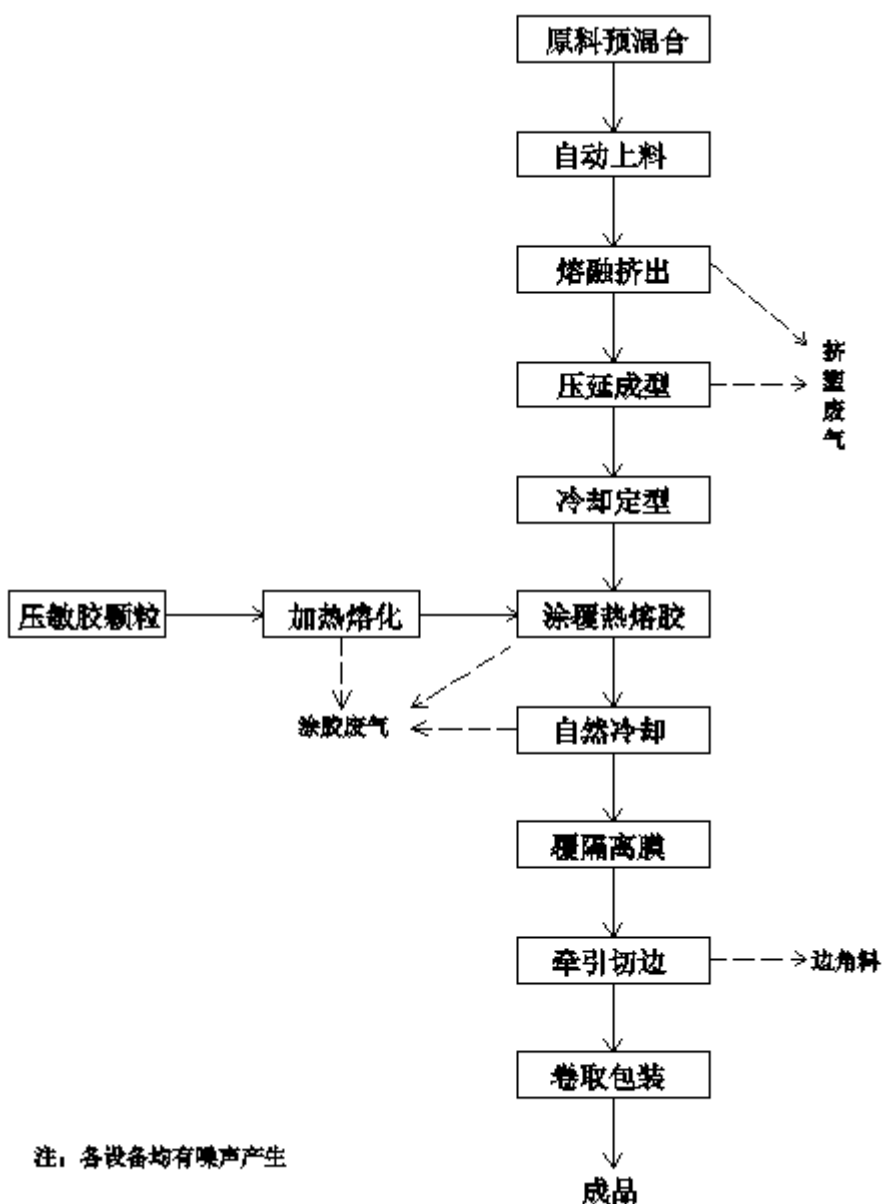 原料预混合
自动上料
熔融挤出
挤塑废气
压延成型
冷却定型
压敏胶颗粒
加热熔化
涂覆热熔胶
涂胶废气
自然冷却
覆隔离膜
牵引切边
边角料
卷取包装
注：各设备均有噪声产生
成品